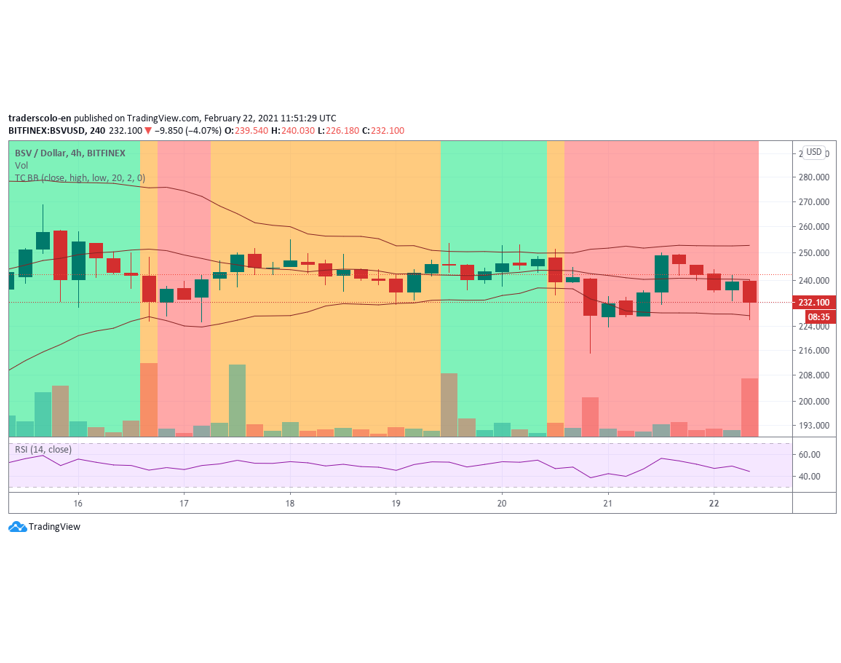 traderscolo-en published on TradingView.com, February 22, 2021 11:51:29 UTC
BITFINEX:BSVUSD, 240 232.100 ▼ −9.850 (−4.07%) O:239.540 H:240.030 L:226.180 C:232.100
BSV / Dollar, 4h, BITFINEX
Vol
TC BB (close, high, low, 20, 2, 0)
USD
280.000
270.000
260.000
250.000
240.000
232.100
08:35
224.000
216.000
208.000
200.000
193.000
RSI (14, close)
60.00
40.00
16 17 18 19 20 21 22
TradingView